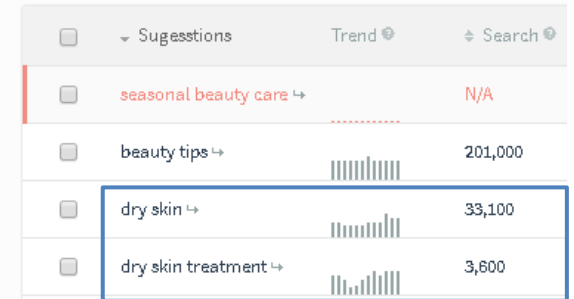 Sugesstions Trend Search
seasonal beauty care N/A
beauty tips 201,000
dry skin 33,100
dry skin treatment 3,600